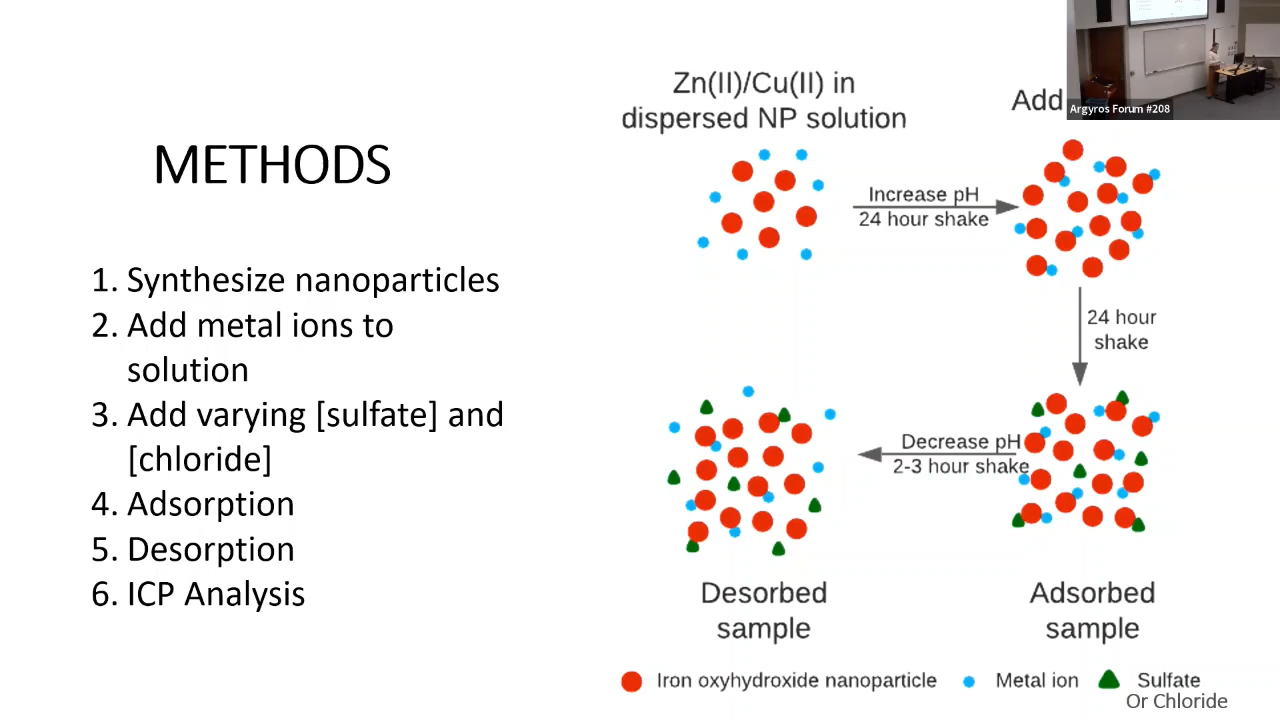 METHODS
1. Synthesize nanoparticles
2. Add metal ions to
solution
3. Add varying [sulfate] and
[chloride]
4. Adsorption
5. Desorption
6. ICP Analysis
Zn(II)/Cu(II) in
dispersed NP solution
Increase pH
24 hour shake
Add
Argyros Forum #208
24 hour
shake
Decrease pH
2-3 hour shake
Desorbed
sample
Adsorbed
sample
Iron oxyhydroxide nanoparticle
Metal ion
Sulfate
Or Chloride